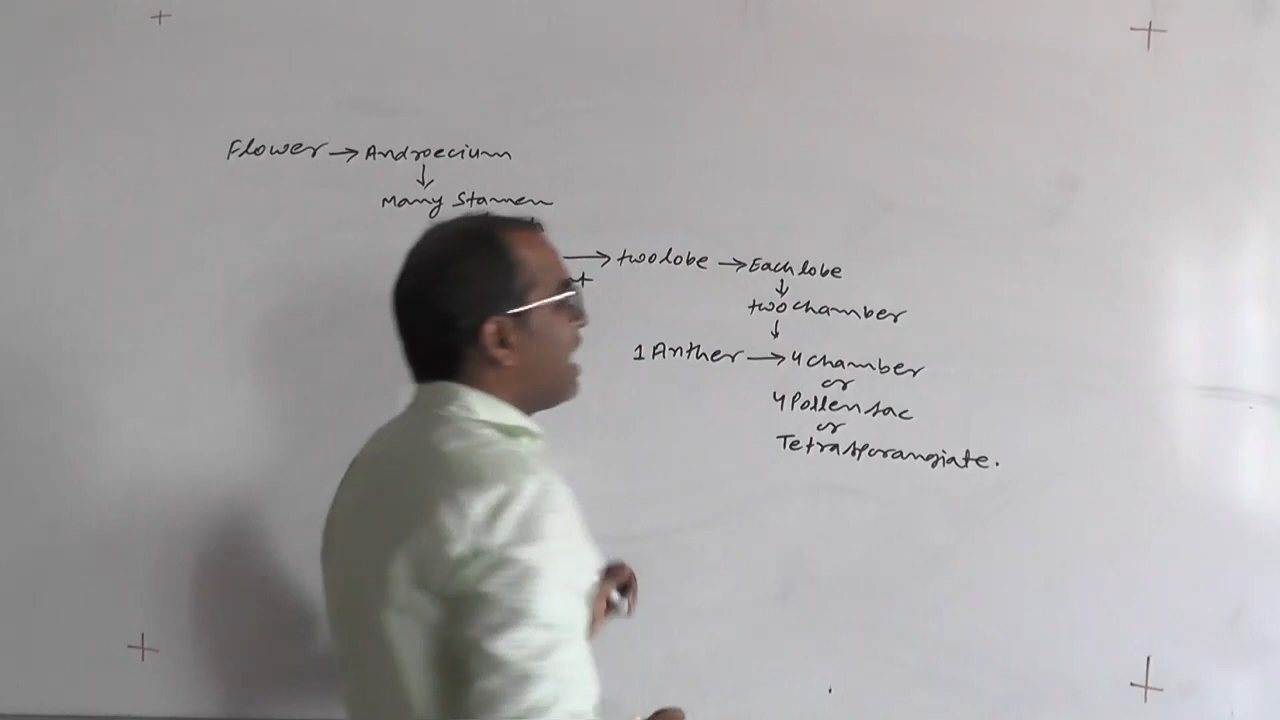 Flower → Androecium
↓
Many Stamen
→ two lobe → Each lobe
↓
two chamber
↓
1 Anther → 4 chamber
or
4 Pollen sac
or
Tetrasporangiate.